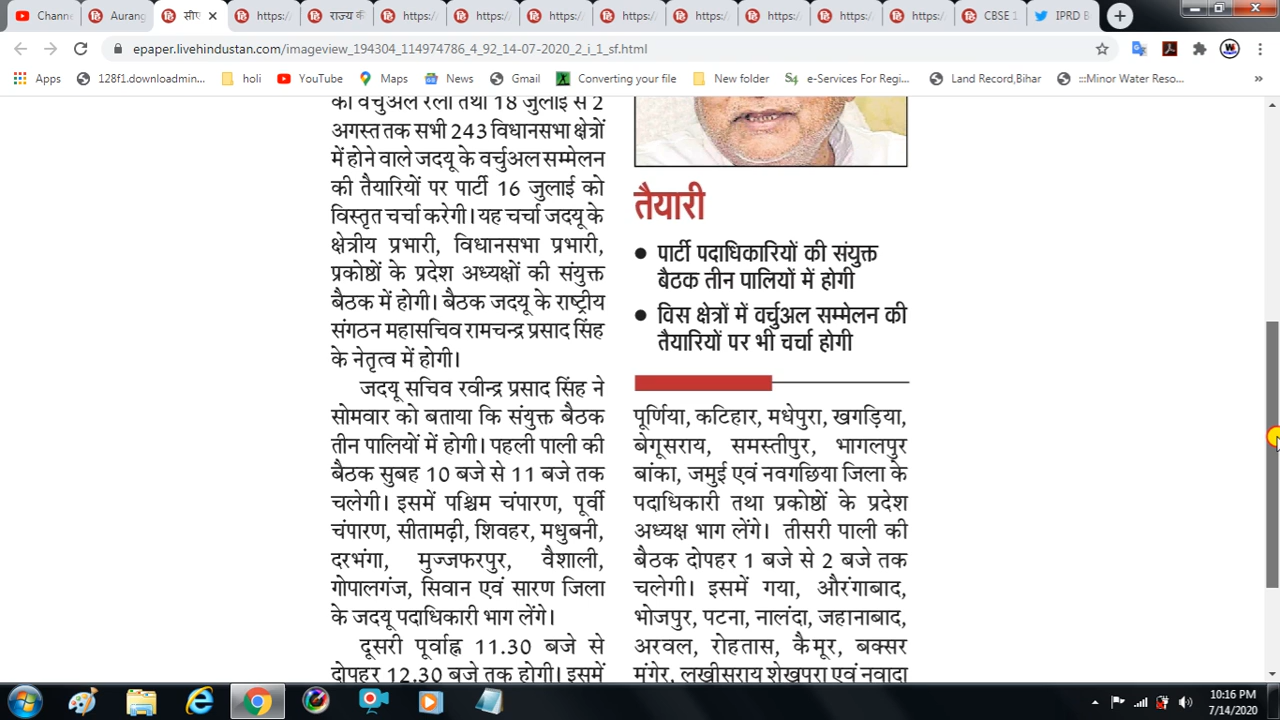 Chann
Aurang
सीए
https:/
राज्य की
https:/
https:/
https:/
https:/
https:/
https:/
https:/
https:/
CBSE 1
IPRD B
epaper.livehindustan.com/imageview_194304_114974786_4_92_14-07-2020_2_i_1_sf.html
Apps
128f1.downloadmin...
holi
YouTube
Maps
News
Gmail
Converting your file
New folder
e-Services For Regi...
Land Record,Bihar
:::Minor Water Reso...
»
की वर्चुअल रैली तथा 18 जुलाई से 2
अगस्त तक सभी 243 विधानसभा क्षेत्रों
में होने वाले जदयू के वर्चुअल सम्मेलन
की तैयारियों पर पार्टी 16 जुलाई को
विस्तृत चर्चा करेगी। यह चर्चा जदयू के
क्षेत्रीय प्रभारी, विधानसभा प्रभारी,
प्रकोष्ठों के प्रदेश अध्यक्षों की संयुक्त
बैठक में होगी। बैठक जदयू के राष्ट्रीय
संगठन महासचिव रामचन्द्र प्रसाद सिंह
के नेतृत्व में होगी।
जदयू सचिव रवीन्द्र प्रसाद सिंह ने
सोमवार को बताया कि संयुक्त बैठक
तीन पालियों में होगी। पहली पाली की
बैठक सुबह 10 बजे से 11 बजे तक
चलेगी। इसमें पश्चिम चंपारण, पूर्वी
चंपारण, सीतामढ़ी, शिवहर, मधुबनी,
दरभंगा, मुज्जफरपुर, वैशाली,
गोपालगंज, सिवान एवं सारण जिला
के जदयू पदाधिकारी भाग लेंगे।
दूसरी पूर्वाह्न 11.30 बजे से
दोपहर 12.30 बजे तक होगी। इसमें
तैयारी
● पार्टी पदाधिकारियों की संयुक्त
बैठक तीन पालियों में होगी
● विस क्षेत्रों में वर्चुअल सम्मेलन की
तैयारियों पर भी चर्चा होगी
पूर्णिया, कटिहार, मधेपुरा, खगड़िया,
बेगूसराय, समस्तीपुर, भागलपुर
बांका, जमुई एवं नवगछिया जिला के
पदाधिकारी तथा प्रकोष्ठों के प्रदेश
अध्यक्ष भाग लेंगे। तीसरी पाली की
बैठक दोपहर 1 बजे से 2 बजे तक
चलेगी। इसमें गया, औरंगाबाद,
भोजपुर, पटना, नालंदा, जहानाबाद,
अरवल, रोहतास, कैमूर, बक्सर
मुंगेर, लखीसराय शेखपुरा एवं नवादा
10:16 PM
7/14/2020